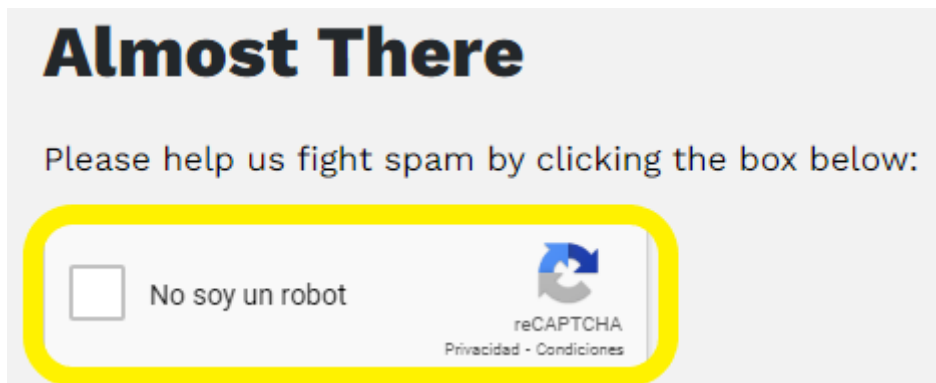 Almost There
Please help us fight spam by clicking the box below:
No soy un robot
reCAPTCHA
Privacidad - Condiciones